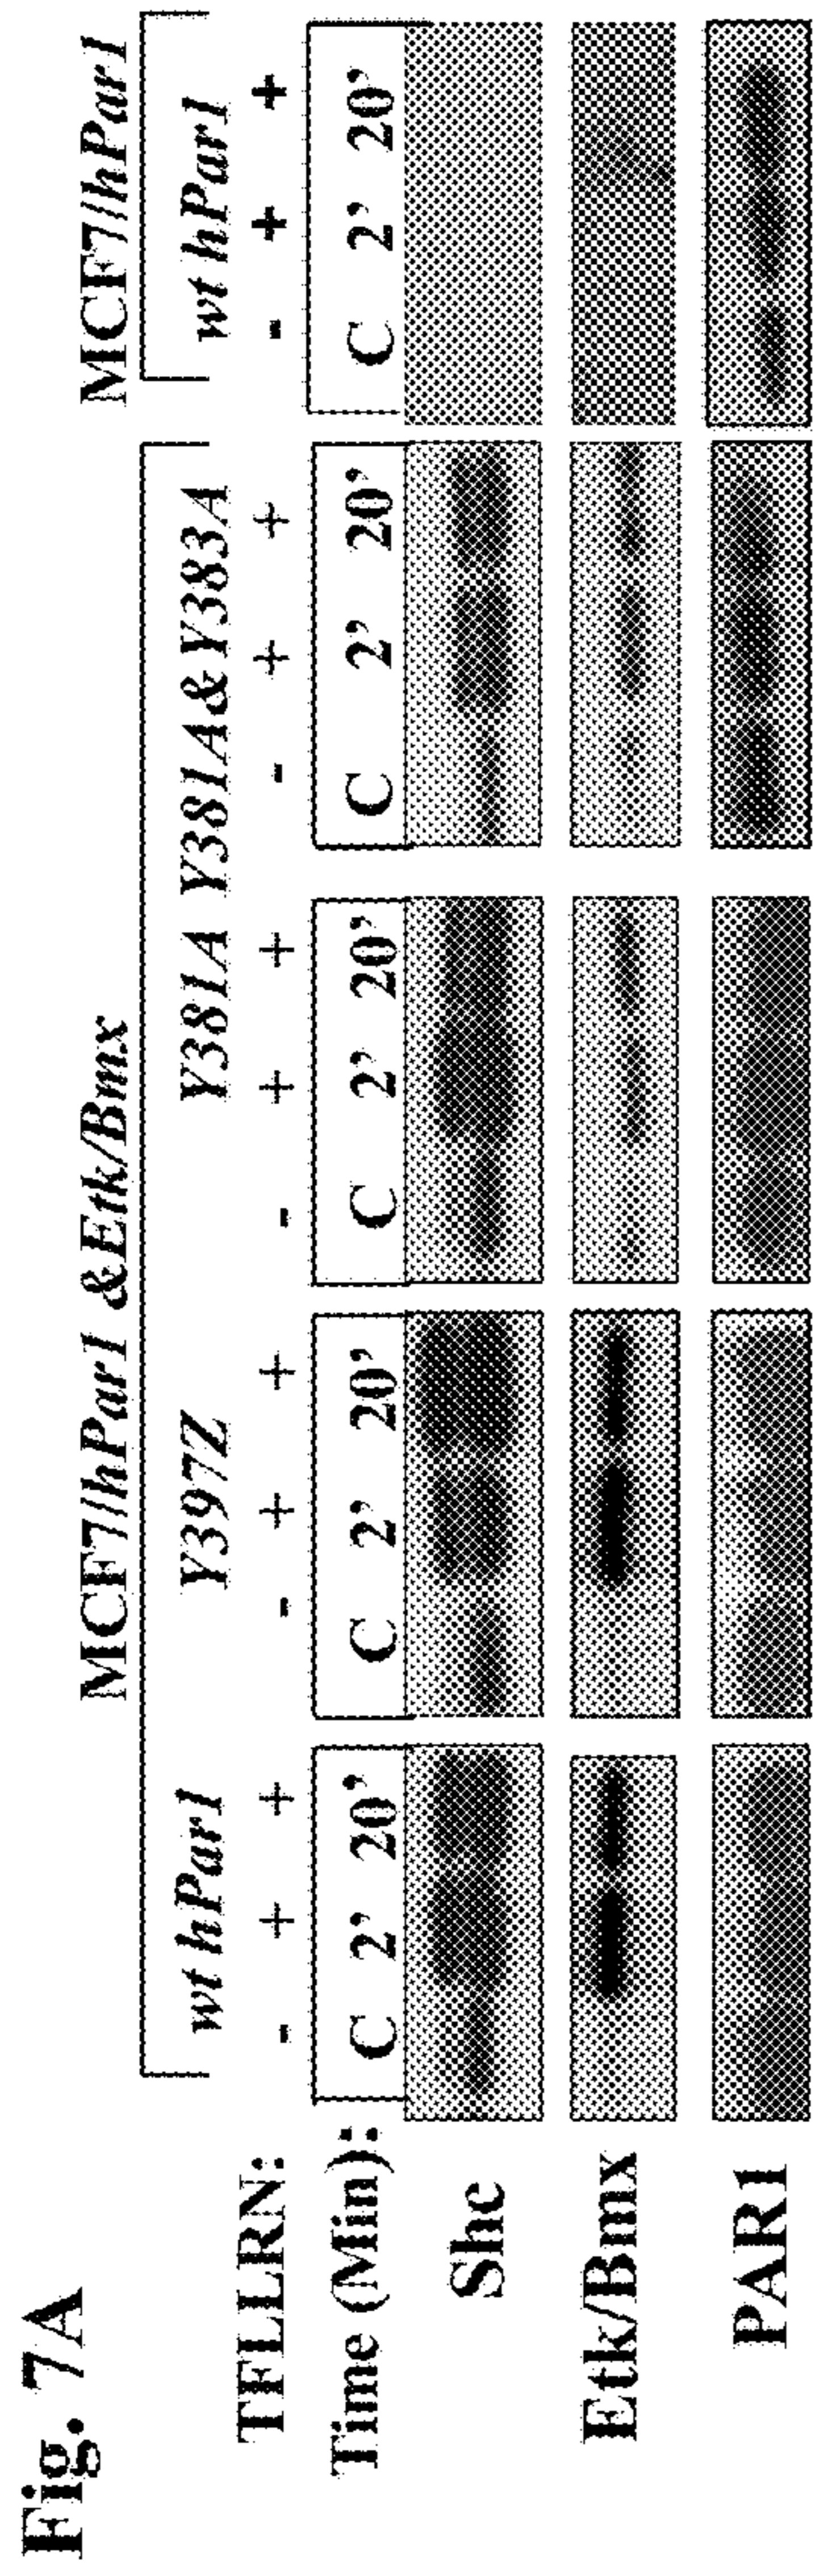 Fig. 7A
MCF7//hPar1 &Etk/Bmx MCF7//hPar1
wt hPar1 Y397Z Y381A Y381A&Y383A wt hPar1
TFLLRN: - + + - + + - + + - + + - + +
Time (Min): C 2' 20' C 2' 20' C 2' 20' C 2' 20' C 2' 20'
Shc
Etk/Bmx
PAR1